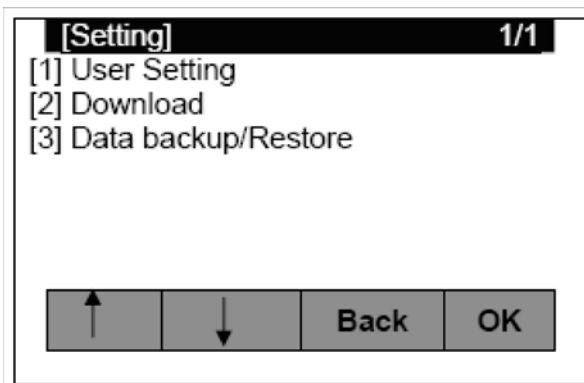 [Setting] 1/1
[1] User Setting
[2] Download
[3] Data backup/Restore
Back OK